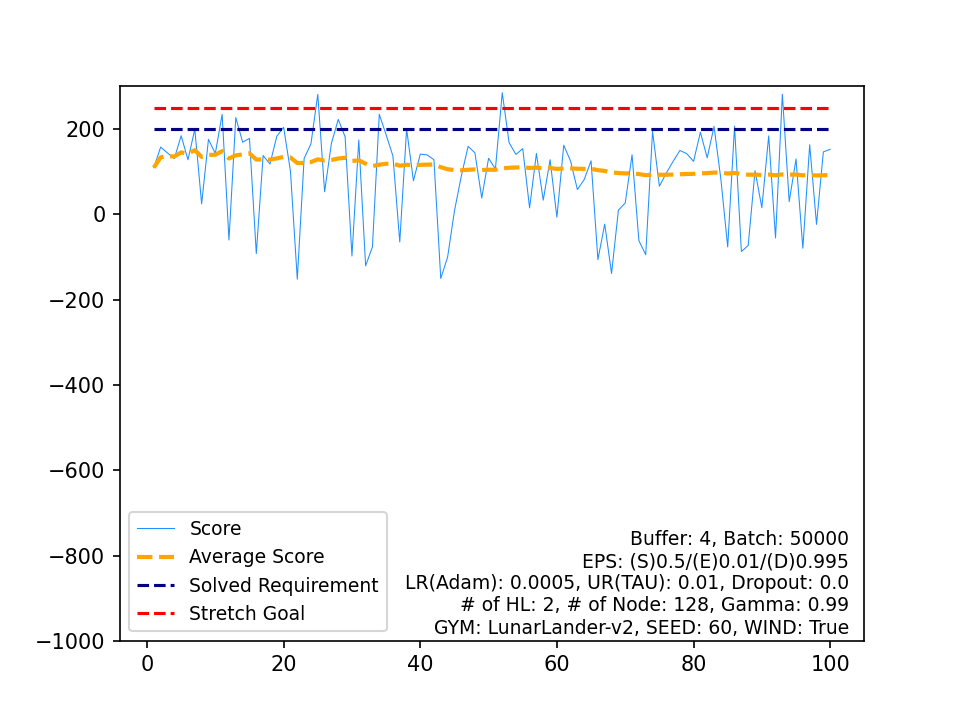 200
0
−200
−400
−600
−800
−1000
Score
Average Score
Solved Requirement
Stretch Goal
Buffer: 4, Batch: 50000
EPS: (S)0.5/(E)0.01/(D)0.995
LR(Adam): 0.0005, UR(TAU): 0.01, Dropout: 0.0
# of HL: 2, # of Node: 128, Gamma: 0.99
GYM: LunarLander-v2, SEED: 60, WIND: True
0 20 40 60 80 100